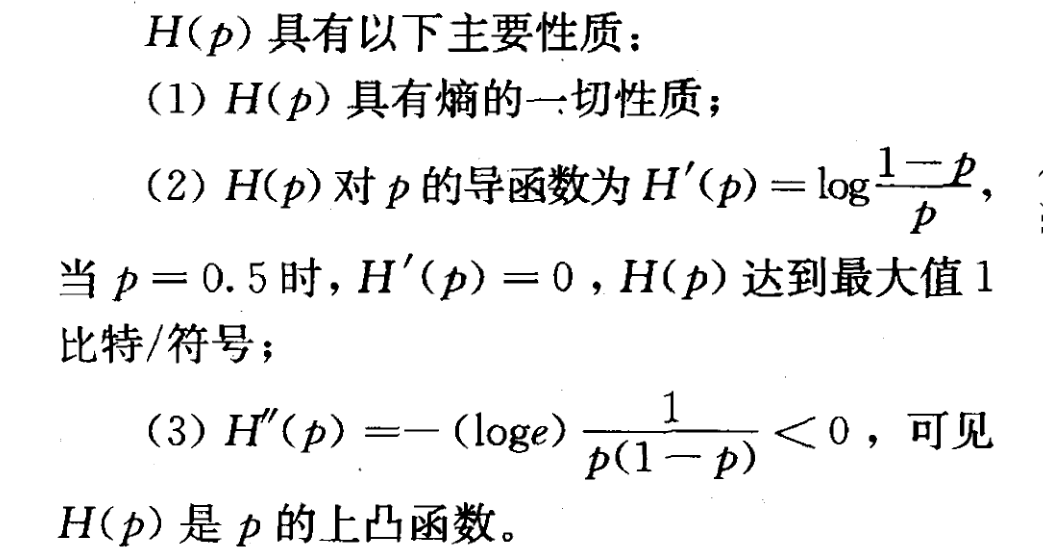 H(p) 具有以下主要性质：
(1) H(p) 具有熵的一切性质；
(2) H(p) 对 p 的导函数为 H′(p) = log\frac{1-p}{p}，
当 p = 0.5 时，H′(p) = 0，H(p) 达到最大值 1
比特/符号；
(3) H″(p) = -(loge) \frac{1}{p(1-p)} < 0，可见
H(p) 是 p 的上凸函数。